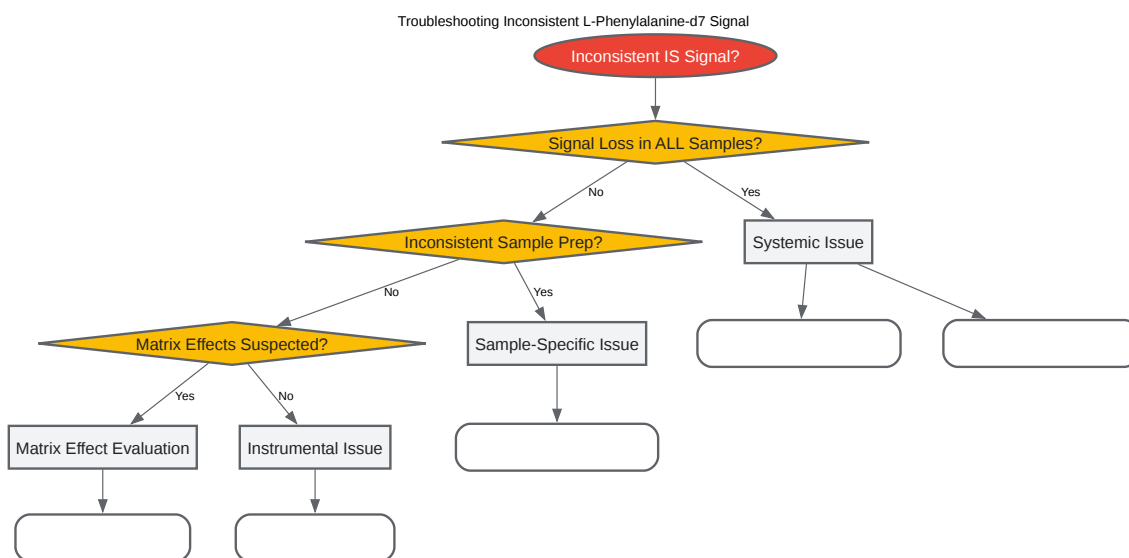 Troubleshooting Inconsistent L-Phenylalanine-d7 Signal
Inconsistent IS Signal?
Signal Loss in ALL Samples?
No
Yes
Inconsistent Sample Prep?
Systemic Issue
No
Yes
Matrix Effects Suspected?
Sample-Specific Issue
Yes
No
Matrix Effect Evaluation
Instrumental Issue